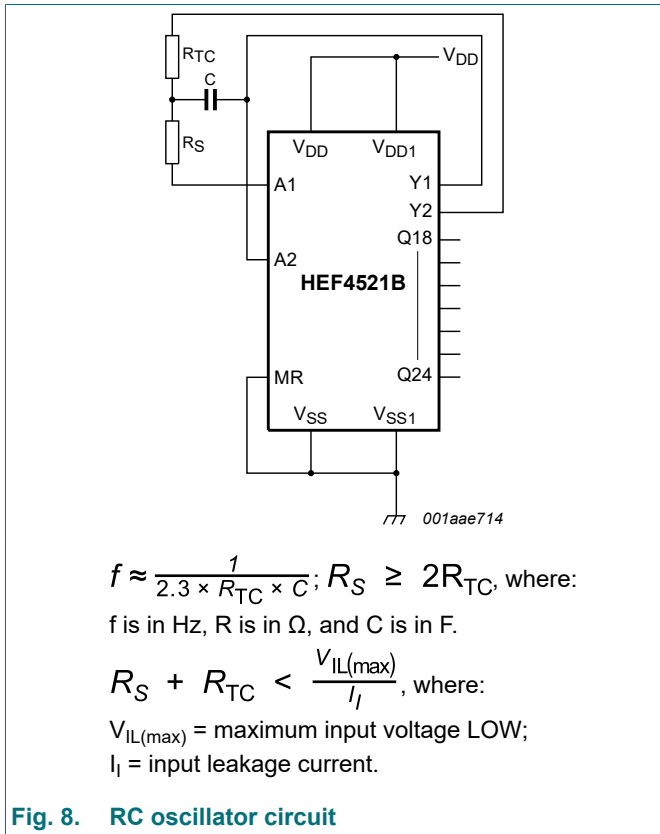 R_TC
C
R_S
V_DD
V_DD V_DD1
A1 Y1
Y2
Q18
A2
HEF4521B
MR Q24
V_SS V_SS1
001aae714
f ≈ 1 / (2.3 × R_TC × C); R_S ≥ 2R_TC, where:
f is in Hz, R is in Ω, and C is in F.
R_S + R_TC < V_IL(max) / I_I, where:
V_IL(max) = maximum input voltage LOW;
I_I = input leakage current.
Fig. 8. RC oscillator circuit